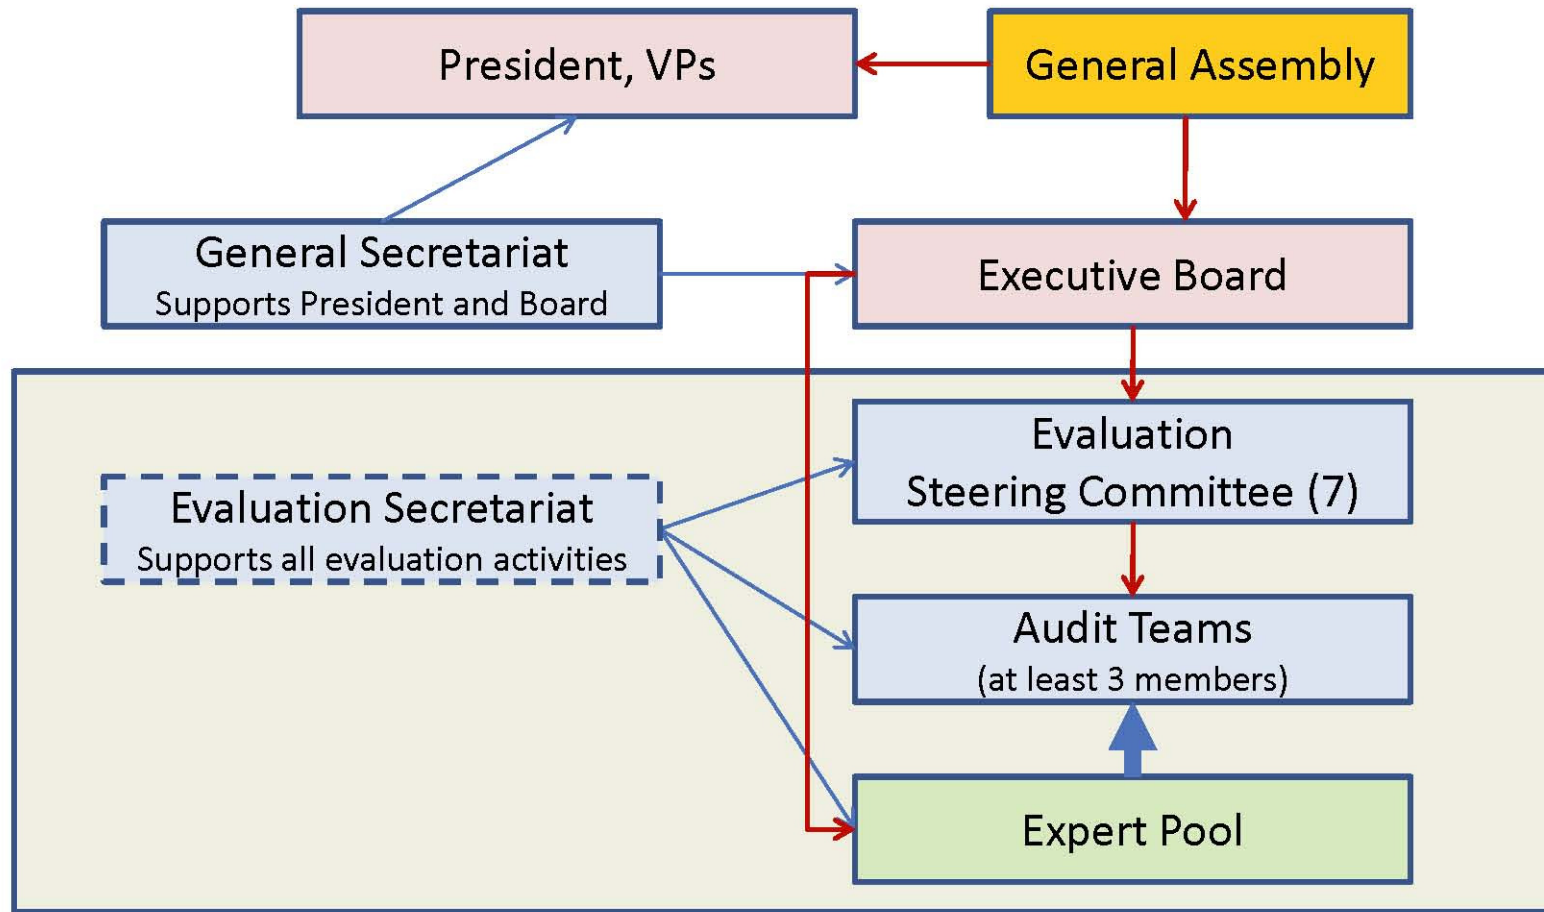 President, VPs
General Assembly
General Secretariat
Supports President and Board
Executive Board
Evaluation
Steering Committee (7)
Evaluation Secretariat
Supports all evaluation activities
Audit Teams
(at least 3 members)
Expert Pool